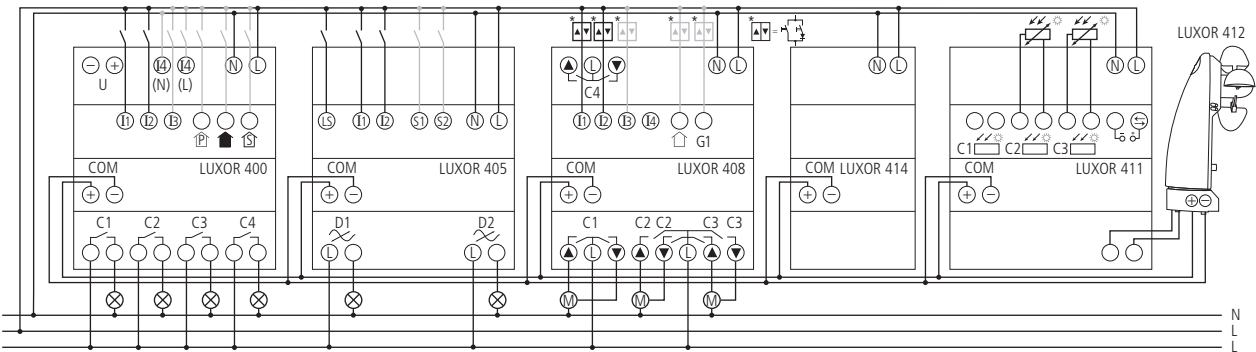 * * *
* *
*
=
LUXOR 412
I4 I4 N L
− + (N) (L)
U
I1 I2 I3
P S
COM LUXOR 400
+ −
C1 C2 C3 C4
LS I1 I2 S1 S2 N L
COM LUXOR 405
+ −
D1 D2
L L
L N L
C4
I1 I2 I3 I4
G1
COM LUXOR 408
+ −
C1 C2 C2 C3 C3
L L
M M M
N L
COM LUXOR 414
+ −
N L
C1 C2 C3
COM LUXOR 411
+ −
+ −
N
L
L